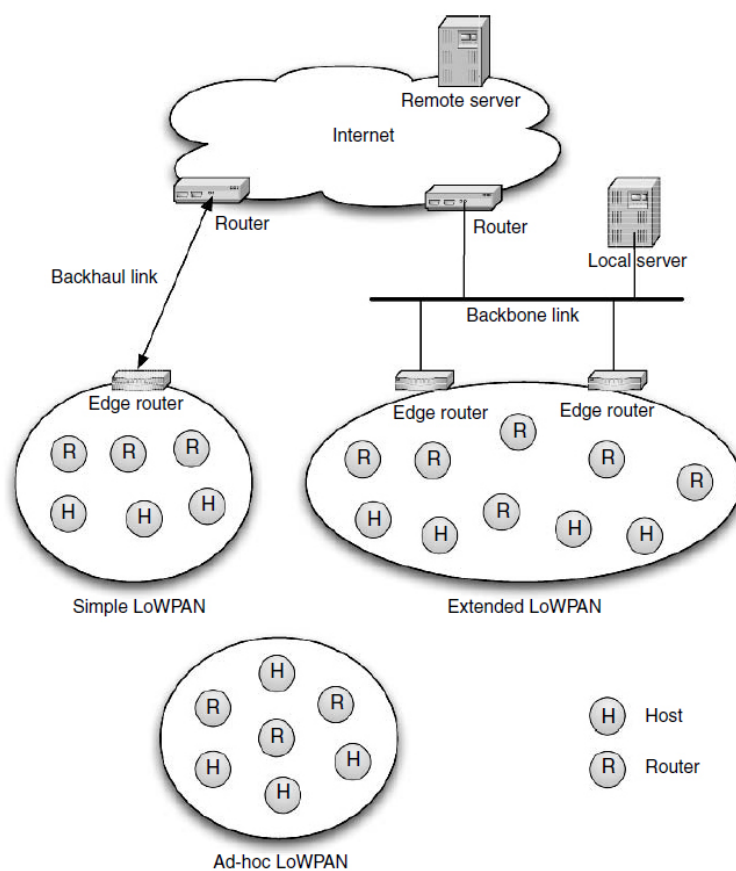 Remote server
Internet
Router
Router
Local server
Backhaul link
Backbone link
Edge router
Edge router
Edge router
R R R
H H H
R R R R R
H H R H H
Simple LoWPAN
Extended LoWPAN
H
R R
R
H H
H
H Host
R Router
Ad-hoc LoWPAN